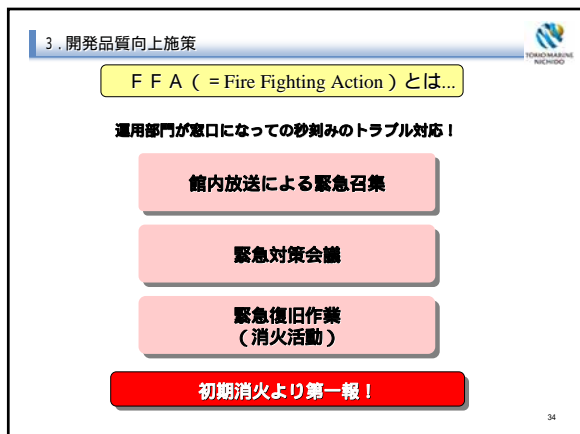 3．開発品質向上施策
TOKIO MARINE
NICHIDO
ＦＦＡ（＝Fire Fighting Action）とは...
運用部門が窓口になっての秒刻みのトラブル対応！
館内放送による緊急召集
緊急対策会議
緊急復旧作業
（消火活動）
初期消火より第一報！
34